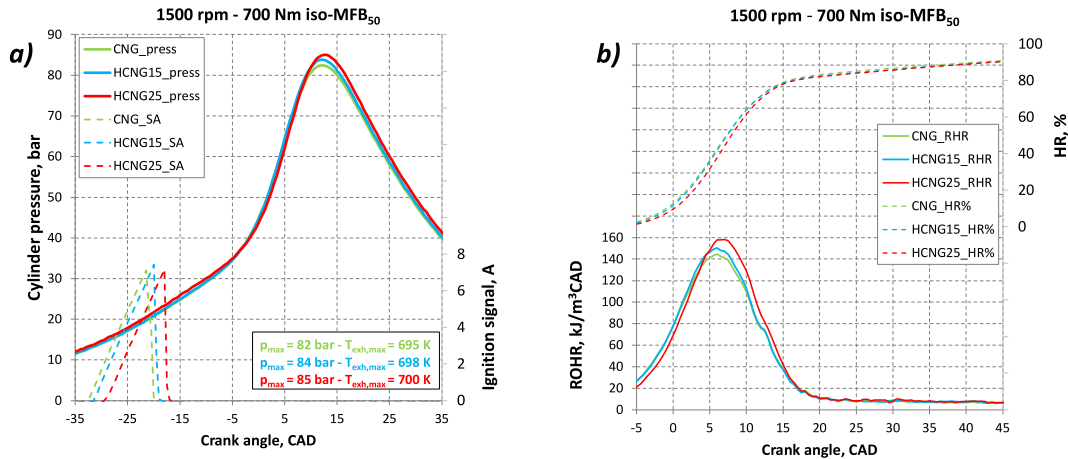 1500 rpm - 700 Nm iso-MFB50
a)
90
80
70
60
50
40
30
20
10
0
Cylinder pressure, bar
CNG_press
HCNG15_press
HCNG25_press
CNG_SA
HCNG15_SA
HCNG25_SA
8
6
4
2
0
Ignition signal, A
pmax = 82 bar - Texh,max = 695 K
pmax = 84 bar - Texh,max = 698 K
pmax = 85 bar - Texh,max = 700 K
-35 -25 -15 -5 5 15 25 35
Crank angle, CAD
1500 rpm - 700 Nm iso-MFB50
b)
100
80
60
40
20
0
HR, %
CNG_RHR
HCNG15_RHR
HCNG25_RHR
CNG_HR%
HCNG15_HR%
HCNG25_HR%
160
140
120
100
80
60
40
20
0
ROHR, kJ/m³CAD
-5 0 5 10 15 20 25 30 35 40 45
Crank angle, CAD